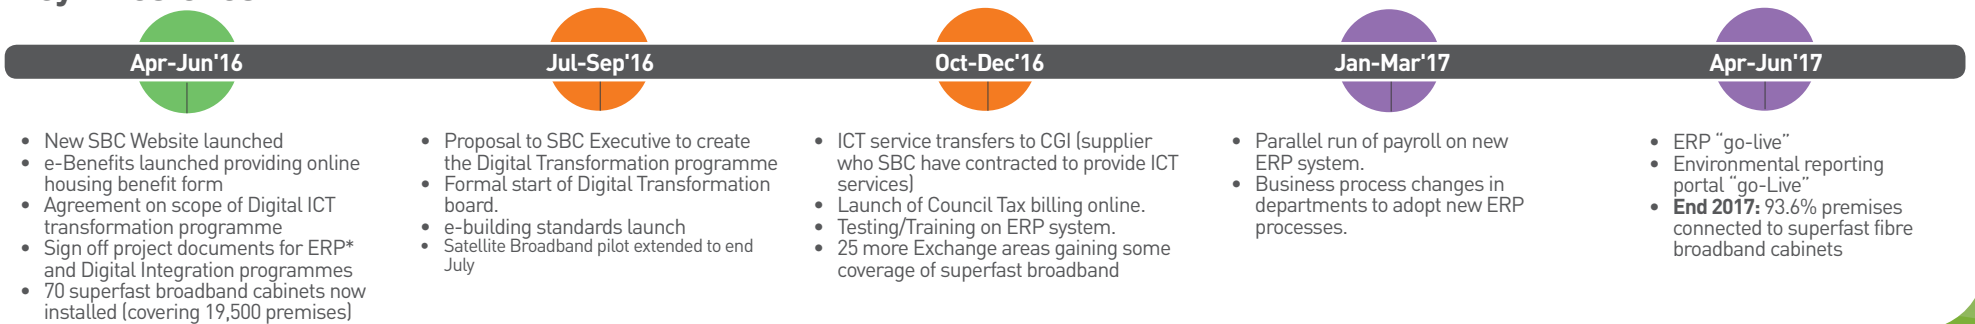 Apr-Jun'16
Jul-Sep'16
Oct-Dec'16
Jan-Mar'17
Apr-Jun'17
• New SBC Website launched
• e-Benefits launched providing online
housing benefit form
• Agreement on scope of Digital ICT
transformation programme
• Sign off project documents for ERP*
and Digital Integration programmes
• 70 superfast broadband cabinets now
installed (covering 19,500 premises)
• Proposal to SBC Executive to create
the Digital Transformation programme
• Formal start of Digital Transformation
board.
• e-building standards launch
• Satellite Broadband pilot extended to end
July
• ICT service transfers to CGI (supplier
who SBC have contracted to provide ICT
services)
• Launch of Council Tax billing online.
• Testing/Training on ERP system.
• 25 more Exchange areas gaining some
coverage of superfast broadband
• Parallel run of payroll on new
ERP system.
• Business process changes in
departments to adopt new ERP
processes.
• ERP “go-live”
• Environmental reporting
portal “go-Live”
• End 2017: 93.6% premises
connected to superfast fibre
broadband cabinets